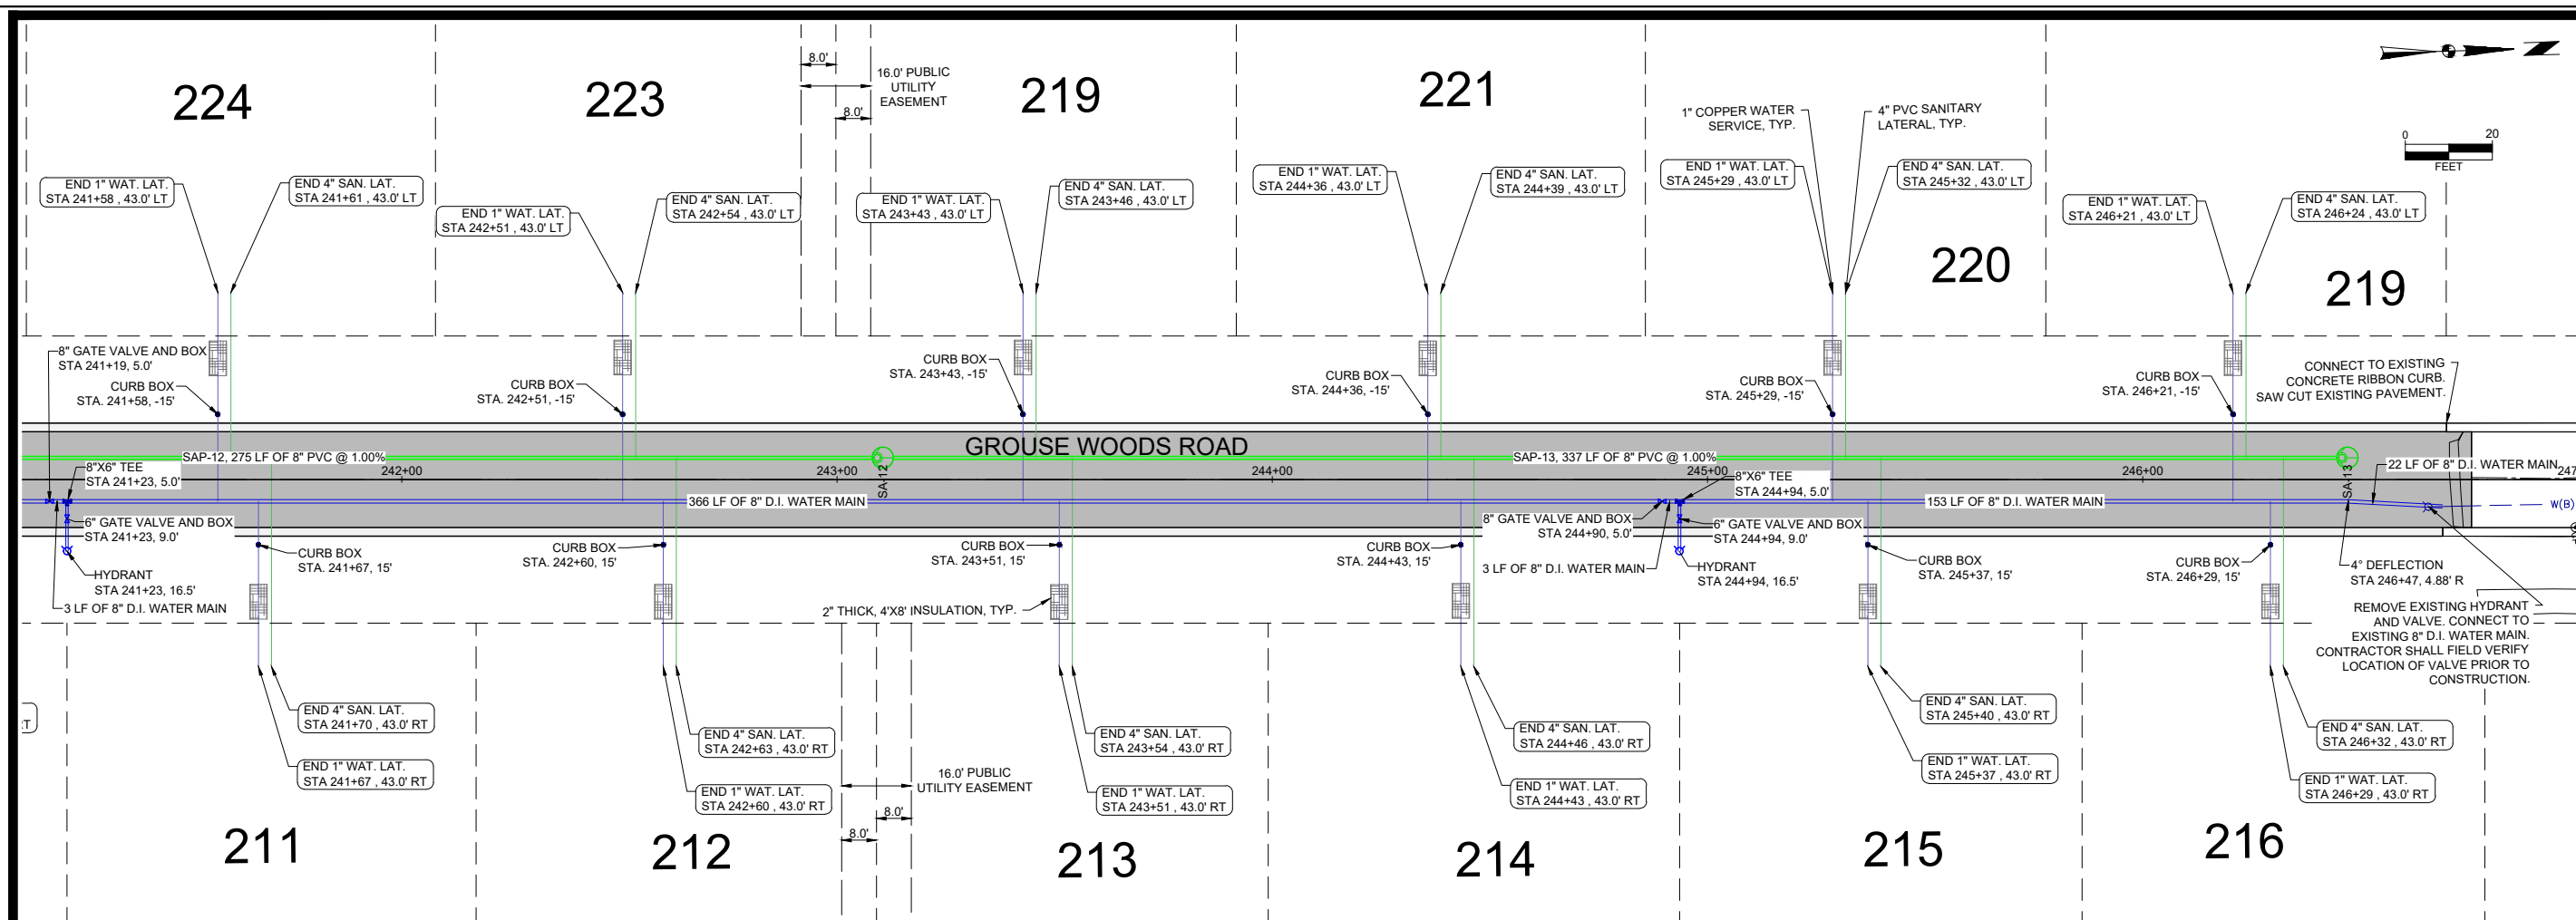 224
223
8.0'
16.0' PUBLIC
UTILITY
EASEMENT
8.0'
219
221
1" COPPER WATER
SERVICE, TYP.
4" PVC SANITARY
LATERAL, TYP.
Z
0 20
FEET
END 1" WAT. LAT.
STA 241+58 , 43.0' LT
END 4" SAN. LAT.
STA 241+61 , 43.0' LT
END 1" WAT. LAT.
STA 242+51 , 43.0' LT
END 4" SAN. LAT.
STA 242+54 , 43.0' LT
END 1" WAT. LAT.
STA 243+43 , 43.0' LT
END 4" SAN. LAT.
STA 243+46 , 43.0' LT
END 1" WAT. LAT.
STA 244+36 , 43.0' LT
END 4" SAN. LAT.
STA 244+39 , 43.0' LT
END 1" WAT. LAT.
STA 245+29 , 43.0' LT
END 4" SAN. LAT.
STA 245+32 , 43.0' LT
END 1" WAT. LAT.
STA 246+21 , 43.0' LT
END 4" SAN. LAT.
STA 246+24 , 43.0' LT
220
219
8" GATE VALVE AND BOX
STA 241+19, 5.0'
CURB BOX
STA. 241+58, -15'
CURB BOX
STA. 242+51, -15'
CURB BOX
STA. 243+43, -15'
CURB BOX
STA. 244+36, -15'
CURB BOX
STA. 245+29, -15'
CURB BOX
STA. 246+21, -15'
CONNECT TO EXISTING
CONCRETE RIBBON CURB.
SAW CUT EXISTING PAVEMENT.
GROUSE WOODS ROAD
SAP-12, 275 LF OF 8" PVC @ 1.00%
SAP-13, 337 LF OF 8" PVC @ 1.00%
242+00
243+00
244+00
245+00
246+00
247
SA-12
SA-13
8"X6" TEE
STA 241+23, 5.0'
366 LF OF 8" D.I. WATER MAIN
8"X6" TEE
STA 244+94, 5.0'
153 LF OF 8" D.I. WATER MAIN
22 LF OF 8" D.I. WATER MAIN
W(B)
6" GATE VALVE AND BOX
STA 241+23, 9.0'
8" GATE VALVE AND BOX
STA 244+90, 5.0'
6" GATE VALVE AND BOX
STA 244+94, 9.0'
HYDRANT
STA 241+23, 16.5'
3 LF OF 8" D.I. WATER MAIN
CURB BOX
STA. 241+67, 15'
CURB BOX
STA. 242+60, 15'
CURB BOX
STA. 243+51, 15'
CURB BOX
STA. 244+43, 15'
3 LF OF 8" D.I. WATER MAIN
HYDRANT
STA 244+94, 16.5'
CURB BOX
STA. 245+37, 15'
CURB BOX
STA. 246+29, 15'
4° DEFLECTION
STA 246+47, 4.88' R
2" THICK, 4'X8' INSULATION, TYP.
REMOVE EXISTING HYDRANT
AND VALVE. CONNECT TO
EXISTING 8" D.I. WATER MAIN.
CONTRACTOR SHALL FIELD VERIFY
LOCATION OF VALVE PRIOR TO
CONSTRUCTION.
END 4" SAN. LAT.
STA 241+70 , 43.0' RT
END 1" WAT. LAT.
STA 241+67 , 43.0' RT
END 4" SAN. LAT.
STA 242+63 , 43.0' RT
END 1" WAT. LAT.
STA 242+60 , 43.0' RT
16.0' PUBLIC
UTILITY EASEMENT
8.0'
8.0'
END 4" SAN. LAT.
STA 243+54 , 43.0' RT
END 1" WAT. LAT.
STA 243+51 , 43.0' RT
END 4" SAN. LAT.
STA 244+46 , 43.0' RT
END 1" WAT. LAT.
STA 244+43 , 43.0' RT
END 4" SAN. LAT.
STA 245+40 , 43.0' RT
END 1" WAT. LAT.
STA 245+37 , 43.0' RT
END 4" SAN. LAT.
STA 246+32 , 43.0' RT
END 1" WAT. LAT.
STA 246+29 , 43.0' RT
211
212
213
214
215
216